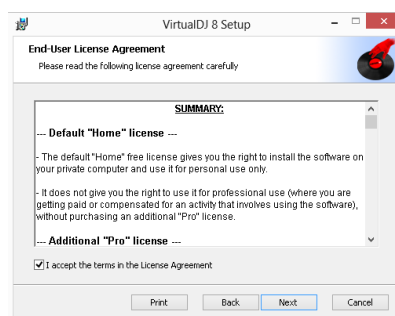 VirtualDJ 8 Setup
End-User License Agreement
Please read the following license agreement carefully
SUMMARY:
--- Default "Home" license ---
- The default "Home" free license gives you the right to install the software on
your private computer and use it for personal use only.
- It does not give you the right to use it for professional use (where you are
getting paid or compensated for an activity that involves using the software),
without purchasing an additional "Pro" license.
--- Additional "Pro" license ---
I accept the terms in the License Agreement
Print Back Next Cancel